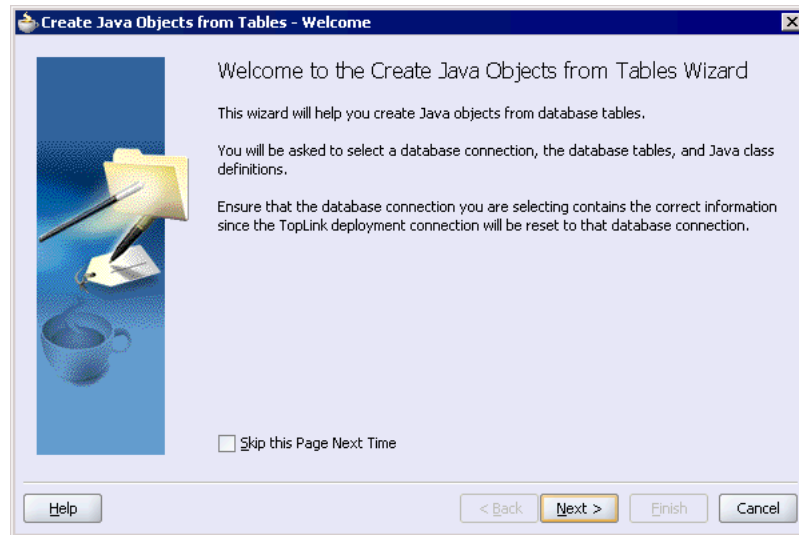 Create Java Objects from Tables - Welcome
Welcome to the Create Java Objects from Tables Wizard
This wizard will help you create Java objects from database tables.
You will be asked to select a database connection, the database tables, and Java class
definitions.
Ensure that the database connection you are selecting contains the correct information
since the TopLink deployment connection will be reset to that database connection.
Skip this Page Next Time
Help
< Back
Next >
Finish
Cancel